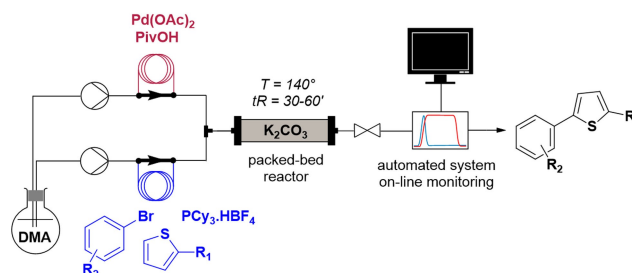 Pd(OAc)2
PivOH
T = 140°
tR = 30-60'
K2CO3
packed-bed
reactor
automated system
on-line monitoring
S
R
R2
DMA
Br
R2
PCy3.HBF4
S
R1